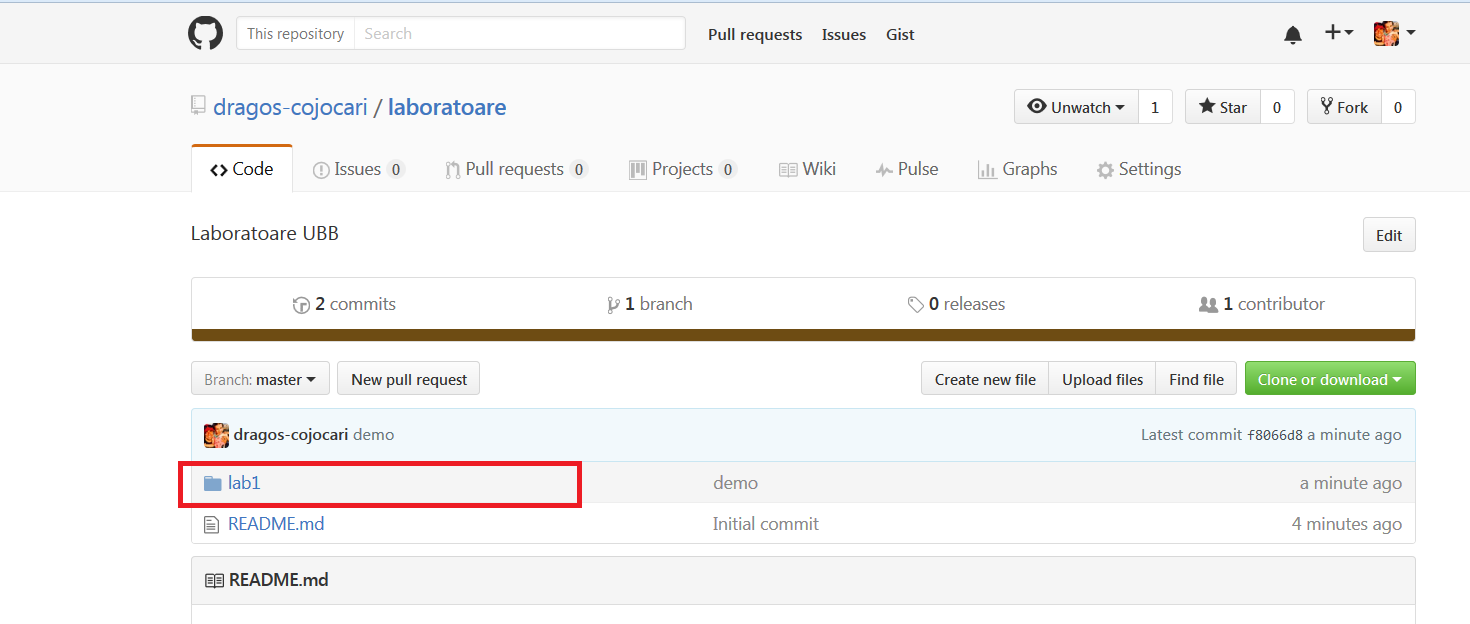 This repository Search Pull requests Issues Gist
dragos-cojocari / laboratoare Unwatch 1 Star 0 Fork 0
Code Issues 0 Pull requests 0 Projects 0 Wiki Pulse Graphs Settings
Laboratoare UBB Edit
2 commits 1 branch 0 releases 1 contributor
Branch: master New pull request Create new file Upload files Find file Clone or download
dragos-cojocari demo Latest commit f8066d8 a minute ago
lab1 demo a minute ago
README.md Initial commit 4 minutes ago
README.md